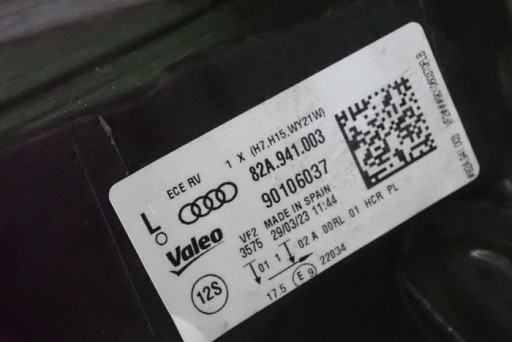 ECE RV 1 X (H7,H15,WY21W)
82A.941.003
90106037
L
Valeo
VF2 MADE IN SPAIN
3575 29/03/23 11:44
01 1 02 A 00RL 01 HCR PL
12S
17.5 E 9 22034